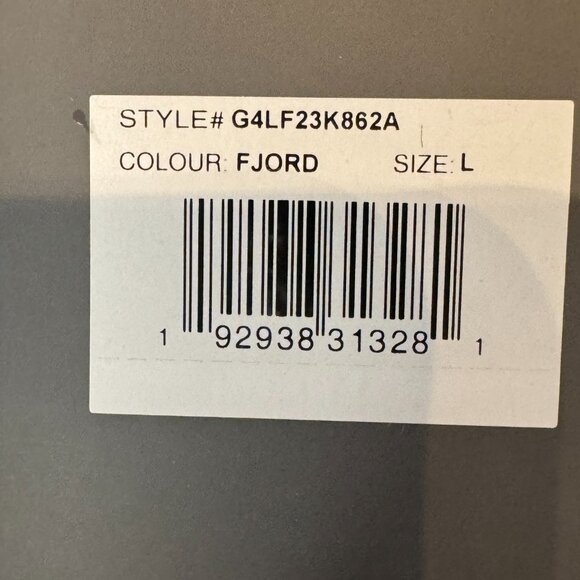 STYLE# G4LF23K862A
COLOUR: FJORD SIZE: L
1 92938 31328 1